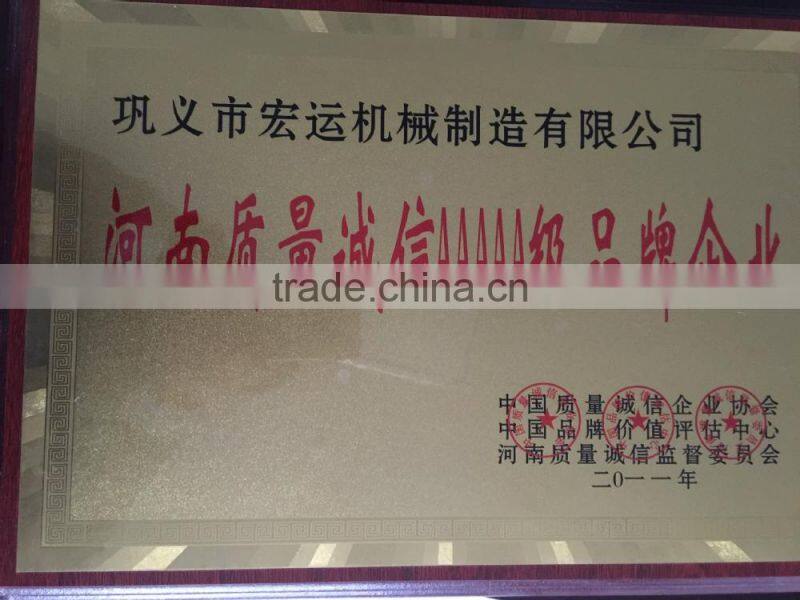 巩义市宏运机械制造有限公司
河南质量诚信AAAAA级品牌企业
trade.china.cn
中国质量诚信企业协会
中国品牌价值评估中心
河南质量诚信监督委员会
二〇一一年